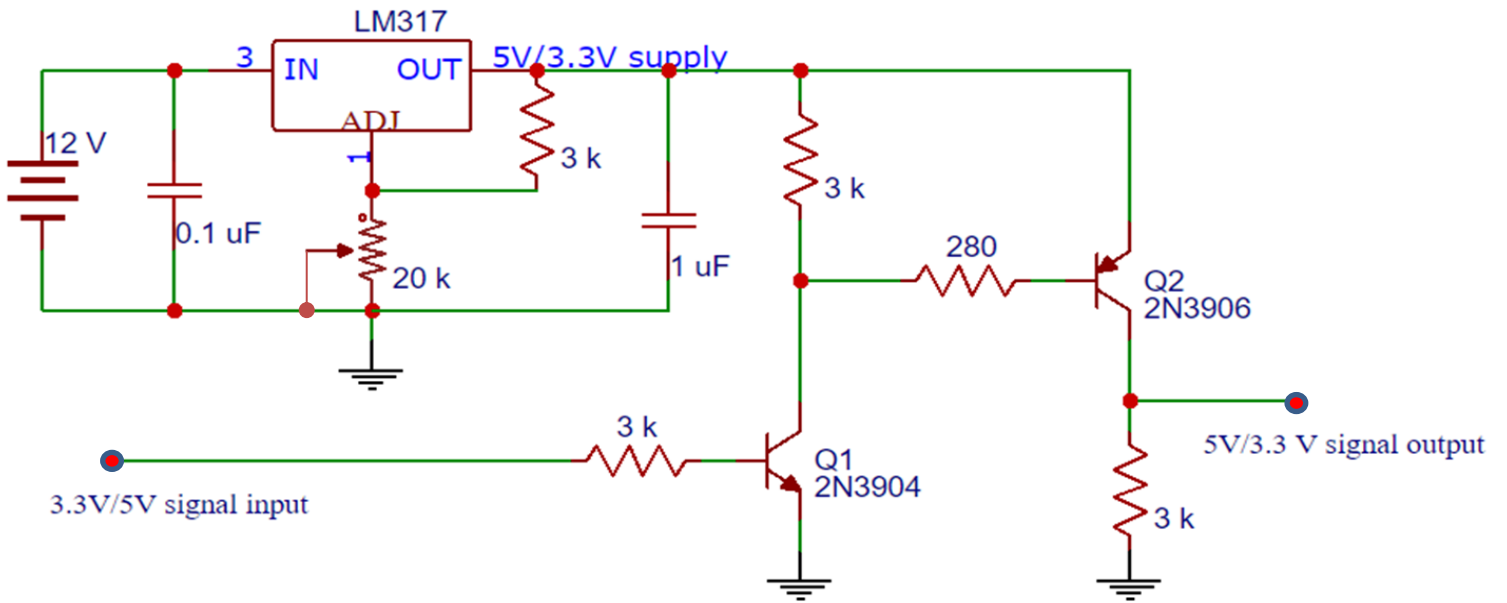 LM317
3
IN
OUT
5V/3.3V supply
ADJ
1
12 V
0.1 uF
20 k
3 k
1 uF
3 k
280
Q2
2N3906
3 k
Q1
2N3904
3.3V/5V signal input
5V/3.3 V signal output
3 k